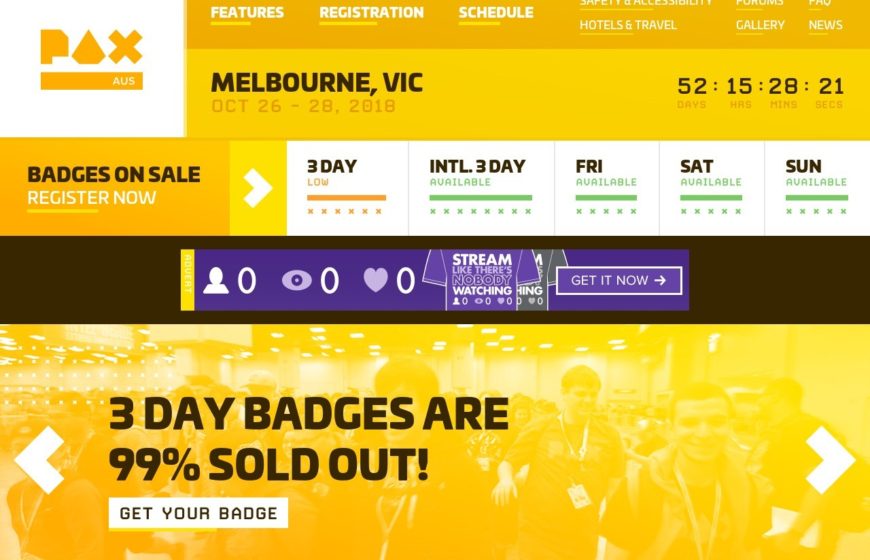 PAX
AUS
FEATURES
REGISTRATION
SCHEDULE
SAFETY & ACCESSIBILITY
FORUMS
FAQ
HOTELS & TRAVEL
GALLERY
NEWS
MELBOURNE, VIC
OCT 26 - 28, 2018
52 : 15 : 28 : 21
DAYS HRS MINS SECS
BADGES ON SALE
REGISTER NOW
3 DAY
LOW
INTL. 3 DAY
AVAILABLE
FRI
AVAILABLE
SAT
AVAILABLE
SUN
AVAILABLE
ADVERT
0 0 0
STREAM
LIKE THERE'S
NOBODY
WATCHING
0 0 0
GET IT NOW →
3 DAY BADGES ARE
99% SOLD OUT!
GET YOUR BADGE